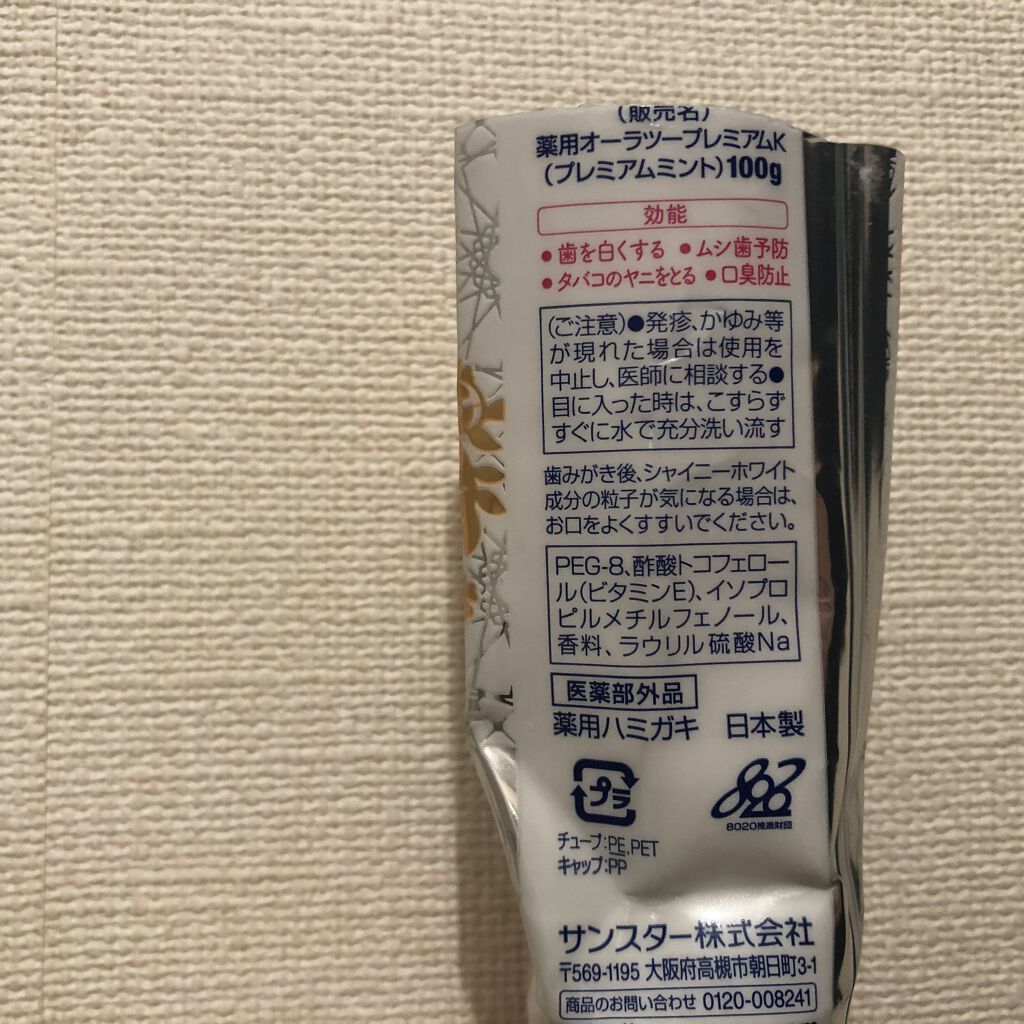 (販売名)
薬用オーラツープレミアムK
(プレミアムミント)100g
効能
●歯を白くする ●ムシ歯予防
●タバコのヤニをとる ●口臭防止
(ご注意)●発疹、かゆみ等
が現れた場合は使用を
中止し、医師に相談する●
目に入った時は、こすらず
すぐに水で充分洗い流す
歯みがき後、シャイニーホワイト
成分の粒子が気になる場合は、
お口をよくすすいでください。
PEG-8、酢酸トコフェロー
ル(ビタミンE)、イソプロ
ピルメチルフェノール、
香料、ラウリル硫酸Na
医薬部外品
薬用ハミガキ 日本製
プラ
8020
8020推進財団
チューブ:PE,PET
キャップ:PP
サンスター株式会社
〒569-1195 大阪府高槻市朝日町3-1
商品のお問い合わせ 0120-008241